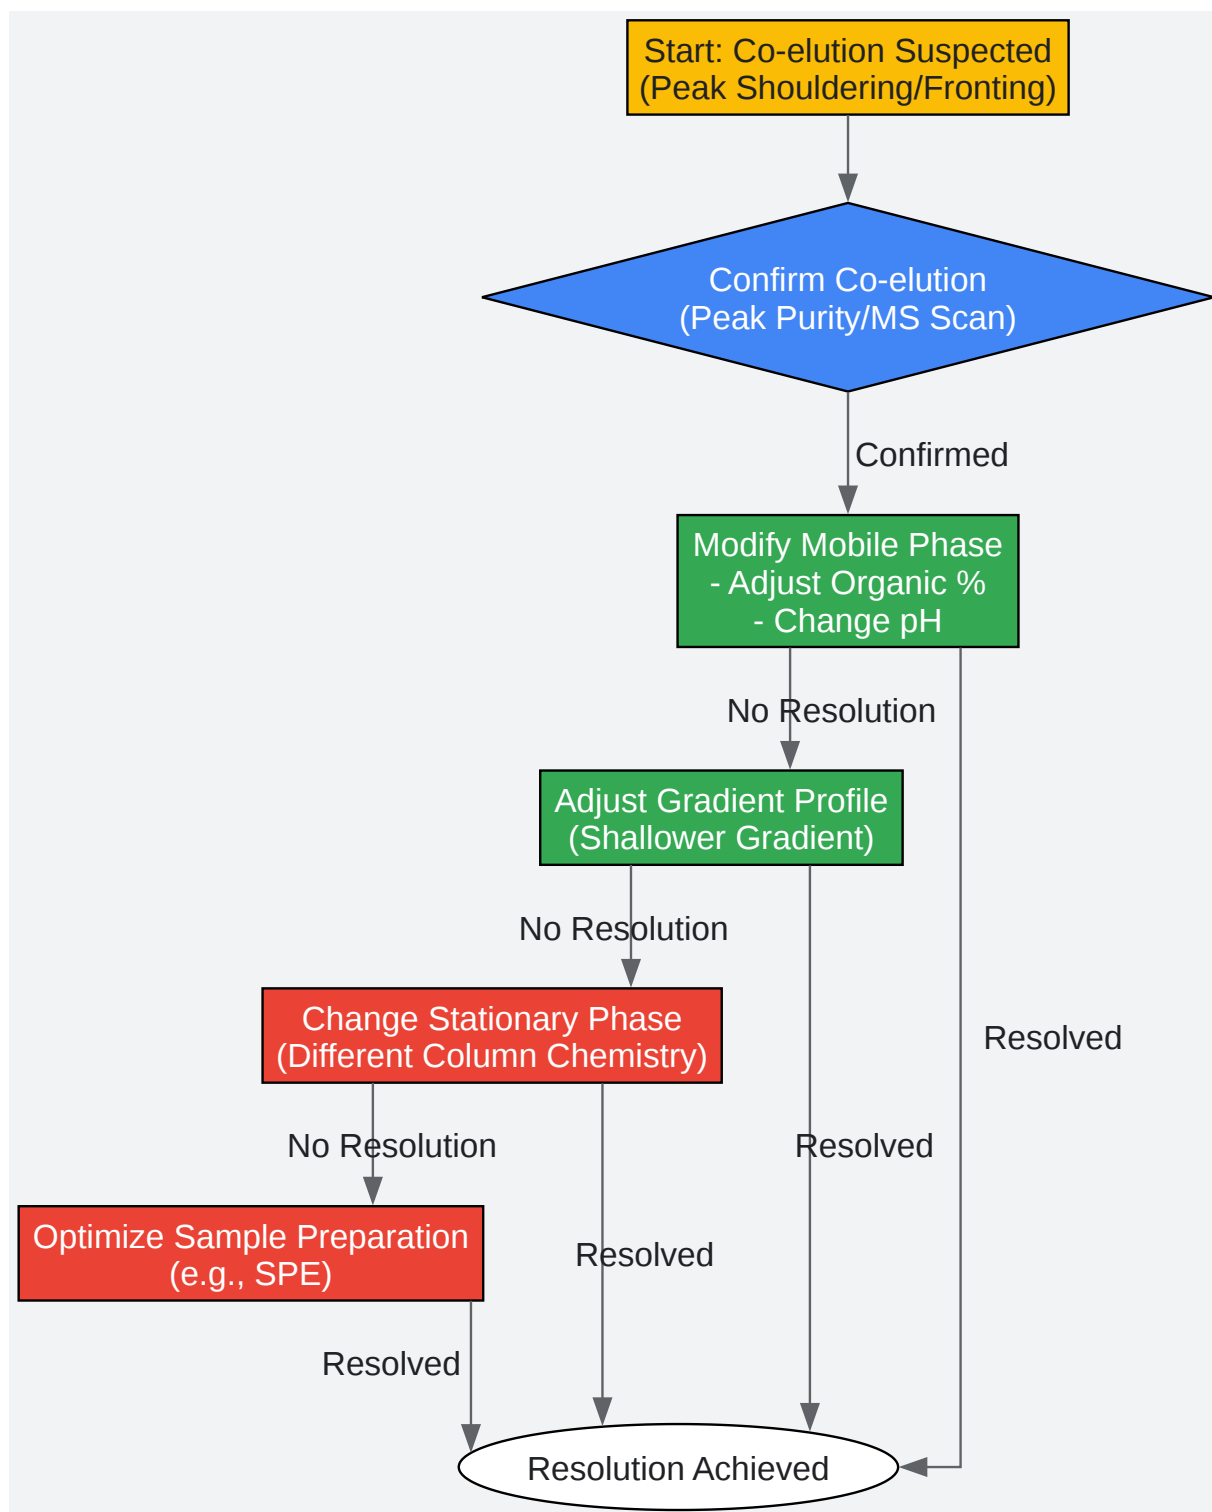 Start: Co-elution Suspected
(Peak Shouldering/Fronting)
Confirm Co-elution
(Peak Purity/MS Scan)
Confirmed
Modify Mobile Phase
- Adjust Organic %
- Change pH
No Resolution
Adjust Gradient Profile
(Shallower Gradient)
No Resolution
Change Stationary Phase
(Different Column Chemistry)
Resolved
No Resolution
Resolved
Optimize Sample Preparation
(e.g., SPE)
Resolved
Resolved
Resolution Achieved